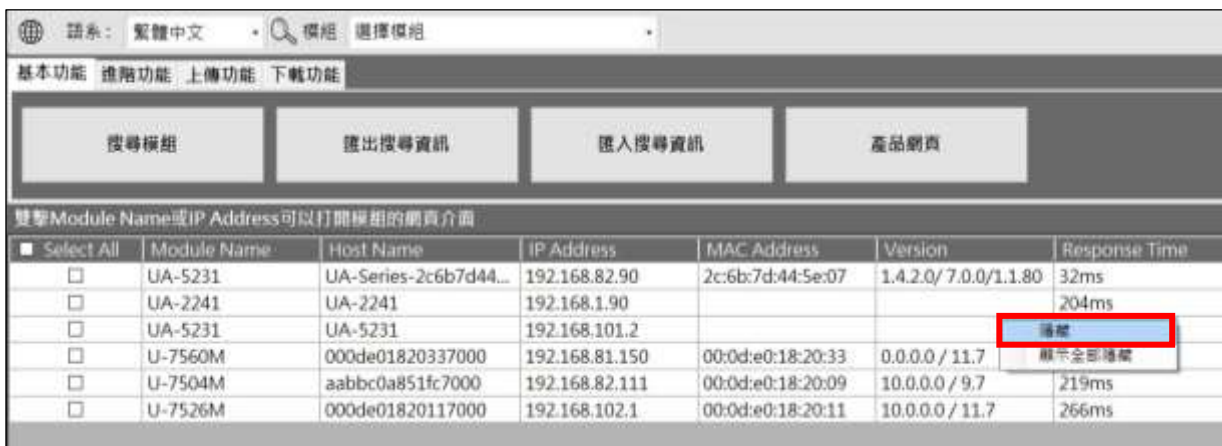 語系： 繁體中文 模組 選擇模組
基本功能 進階功能 上傳功能 下載功能
搜尋模組 匯出搜尋資訊 匯入搜尋資訊 產品網頁
雙擊Module Name或IP Address可以打開模組的網頁介面
Select All Module Name Host Name IP Address MAC Address Version Response Time
UA-5231 UA-Series-2c6b7d44... 192.168.82.90 2c:6b:7d:44:5e:07 1.4.2.0/ 7.0.0/1.1.80 32ms
UA-2241 UA-2241 192.168.1.90 204ms
UA-5231 UA-5231 192.168.101.2 隱藏
U-7560M 000de01820337000 192.168.81.150 00:0d:e0:18:20:33 0.0.0.0 / 11.7 顯示全部隱藏
U-7504M aabbc0a851fc7000 192.168.82.111 00:0d:e0:18:20:09 10.0.0.0 / 9.7 219ms
U-7526M 000de01820117000 192.168.102.1 00:0d:e0:18:20:11 10.0.0.0 / 11.7 266ms